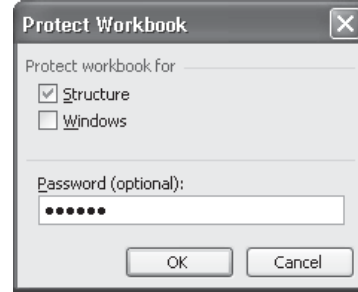 Protect Workbook
Protect workbook for
Structure
Windows
Password (optional):
●●●●●●
OK Cancel